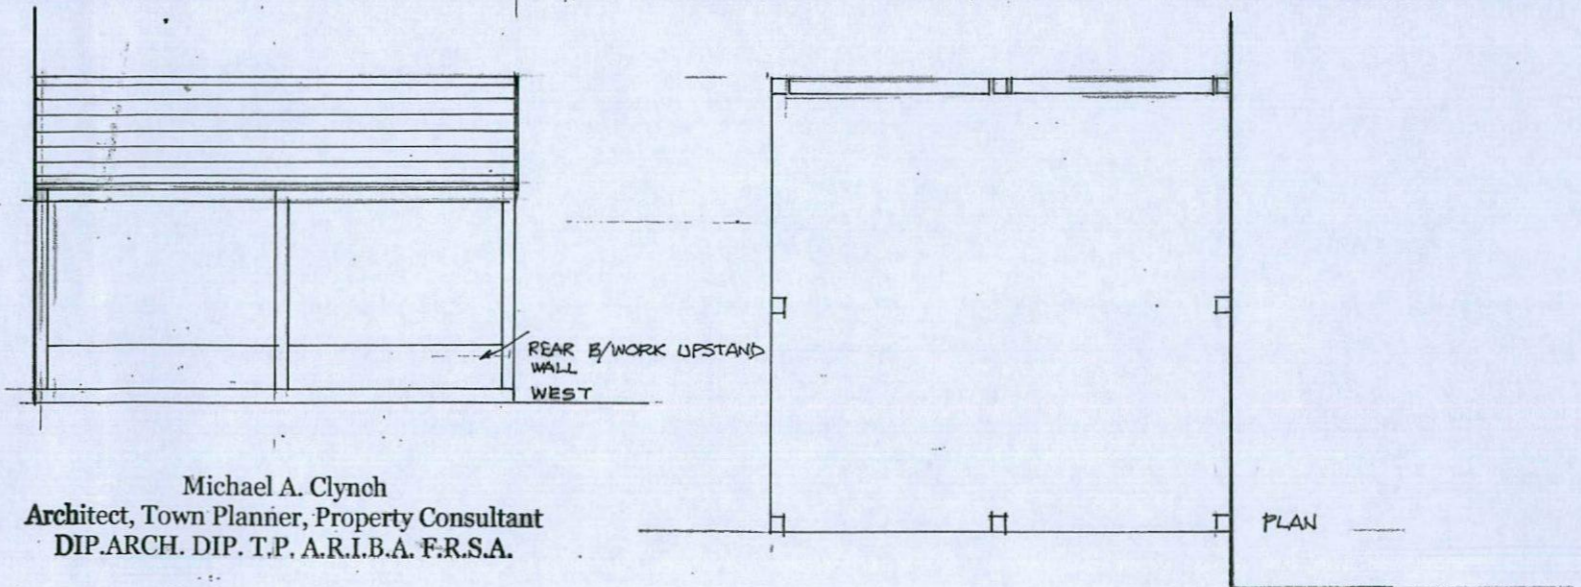 REAR B/WORK UPSTAND
WALL
WEST
Michael A. Clynch
Architect, Town Planner, Property Consultant
DIP.ARCH. DIP. T.P. A.R.I.B.A. F.R.S.A.
PLAN